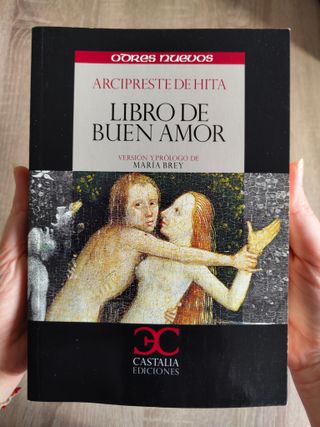 ODRES NUEVOS
ARCIPRESTE DE HITA
LIBRO DE
BUEN AMOR
VERSIÓN Y PRÓLOGO DE
MARÍA BREY
CASTALIA
EDICIONES